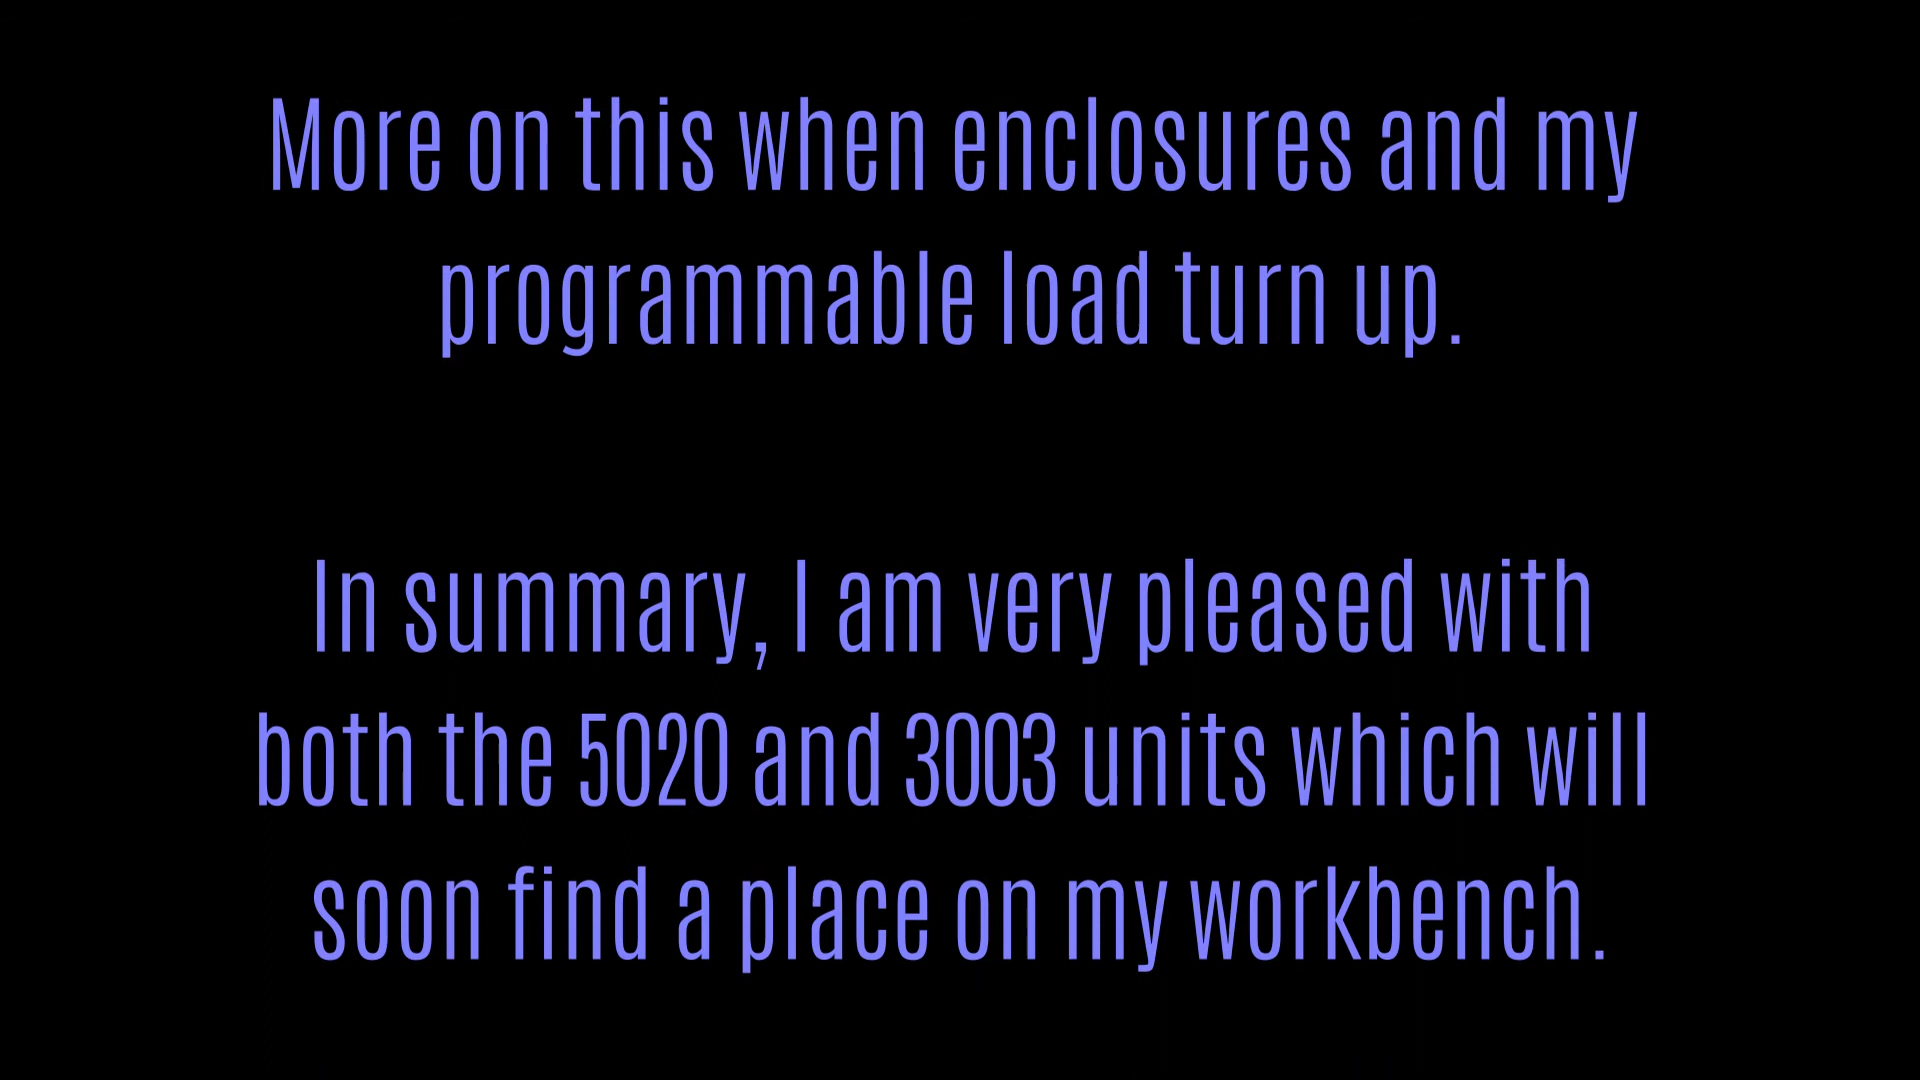 More on this when enclosures and my
programmable load turn up.
In summary, I am very pleased with
both the 5020 and 3003 units which will
soon find a place on my workbench.